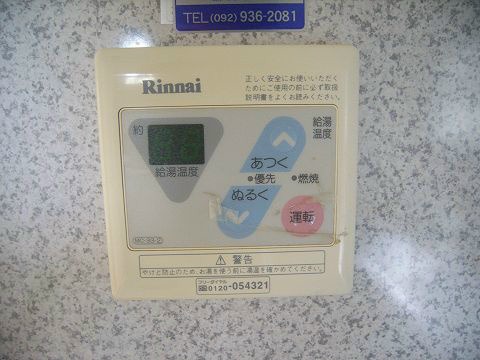 TEL (092) 936-2081
Rinnai
正しく安全にお使いいただく
ためにご使用の前に必ず取扱
説明書をよくお読みください。
約
給湯温度
給湯
温度
あつく
優先
燃焼
ぬるく
運転
MC-33-2
警告
やけど防止のため、お湯を使う前に湯温を確かめてください。
フリーダイヤル
0120-054321